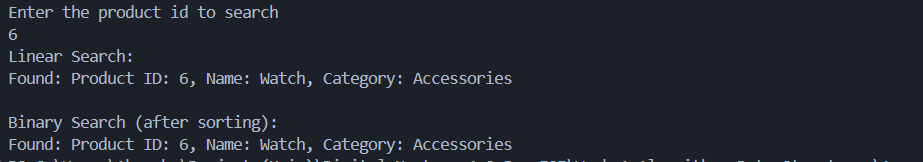 Enter the product id to search
6
Linear Search:
Found: Product ID: 6, Name: Watch, Category: Accessories
Binary Search (after sorting):
Found: Product ID: 6, Name: Watch, Category: Accessories